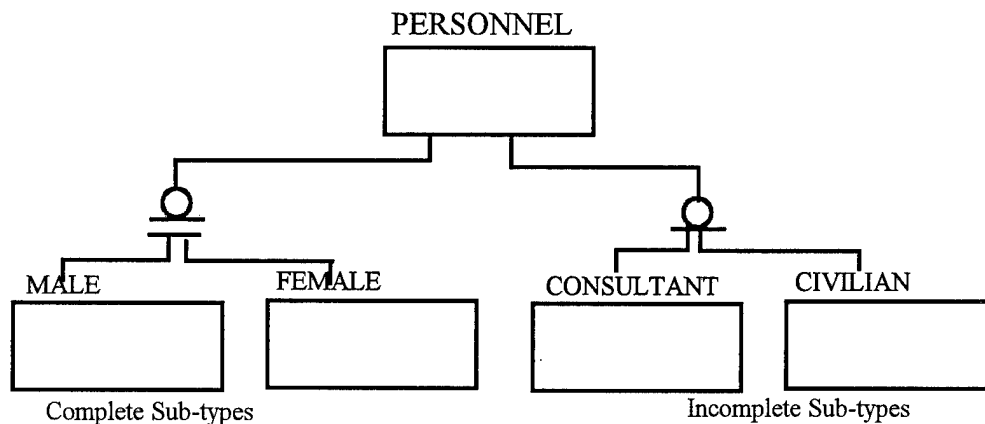 PERSONNEL
MALE
FEMALE
CONSULTANT
CIVILIAN
Complete Sub-types
Incomplete Sub-types